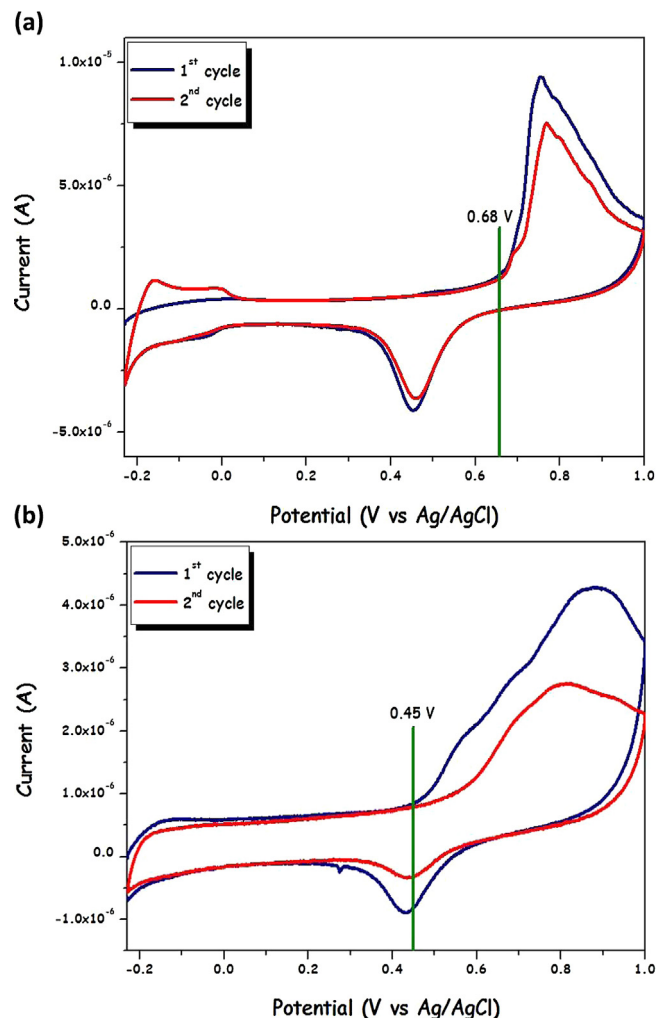 (a)
1.0x10⁻⁵
1ˢᵗ cycle
2ⁿᵈ cycle
5.0x10⁻⁶
0.68 V
0.0
-5.0x10⁻⁶
Current (A)
-0.2 0.0 0.2 0.4 0.6 0.8 1.0
Potential (V vs Ag/AgCl)
(b)
5.0x10⁻⁶
1ˢᵗ cycle
2ⁿᵈ cycle
4.0x10⁻⁶
3.0x10⁻⁶
0.45 V
2.0x10⁻⁶
1.0x10⁻⁶
0.0
-1.0x10⁻⁶
Current (A)
-0.2 0.0 0.2 0.4 0.6 0.8 1.0
Potential (V vs Ag/AgCl)